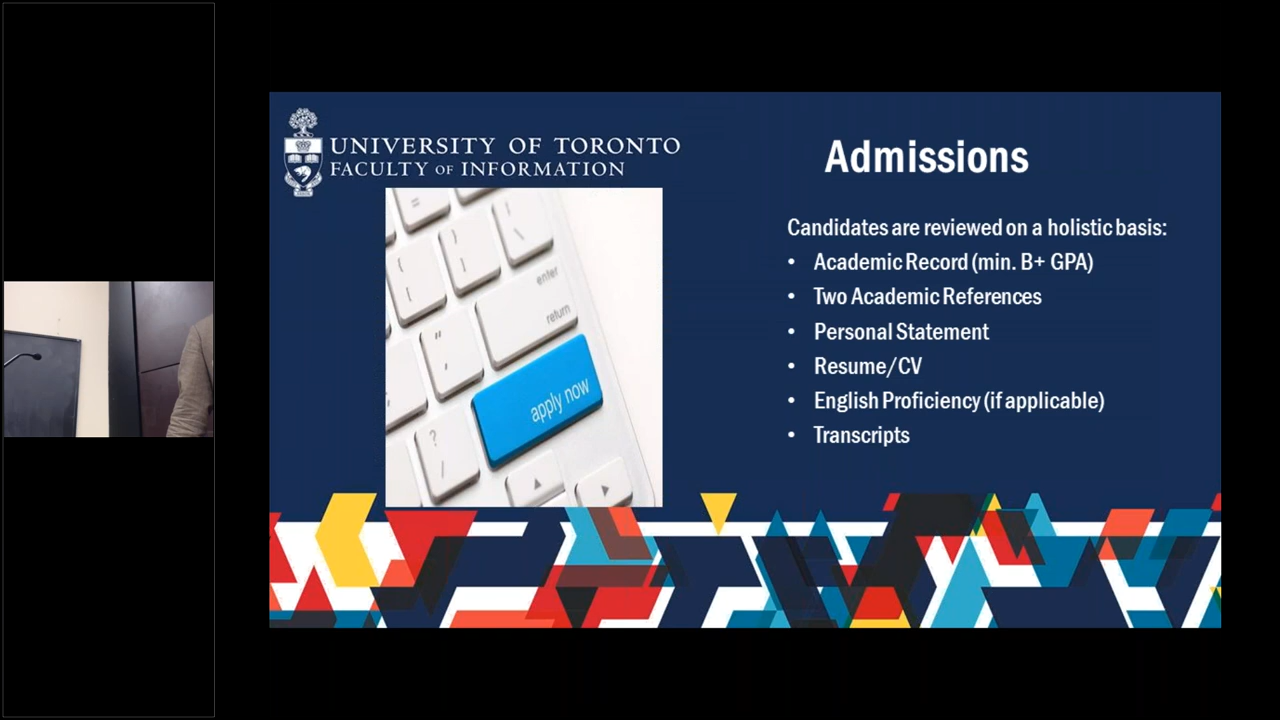 UNIVERSITY OF TORONTO
FACULTY OF INFORMATION
Admissions
Candidates are reviewed on a holistic basis:
• Academic Record (min. B+ GPA)
• Two Academic References
• Personal Statement
• Resume/CV
• English Proficiency (if applicable)
• Transcripts
enter
return
apply now